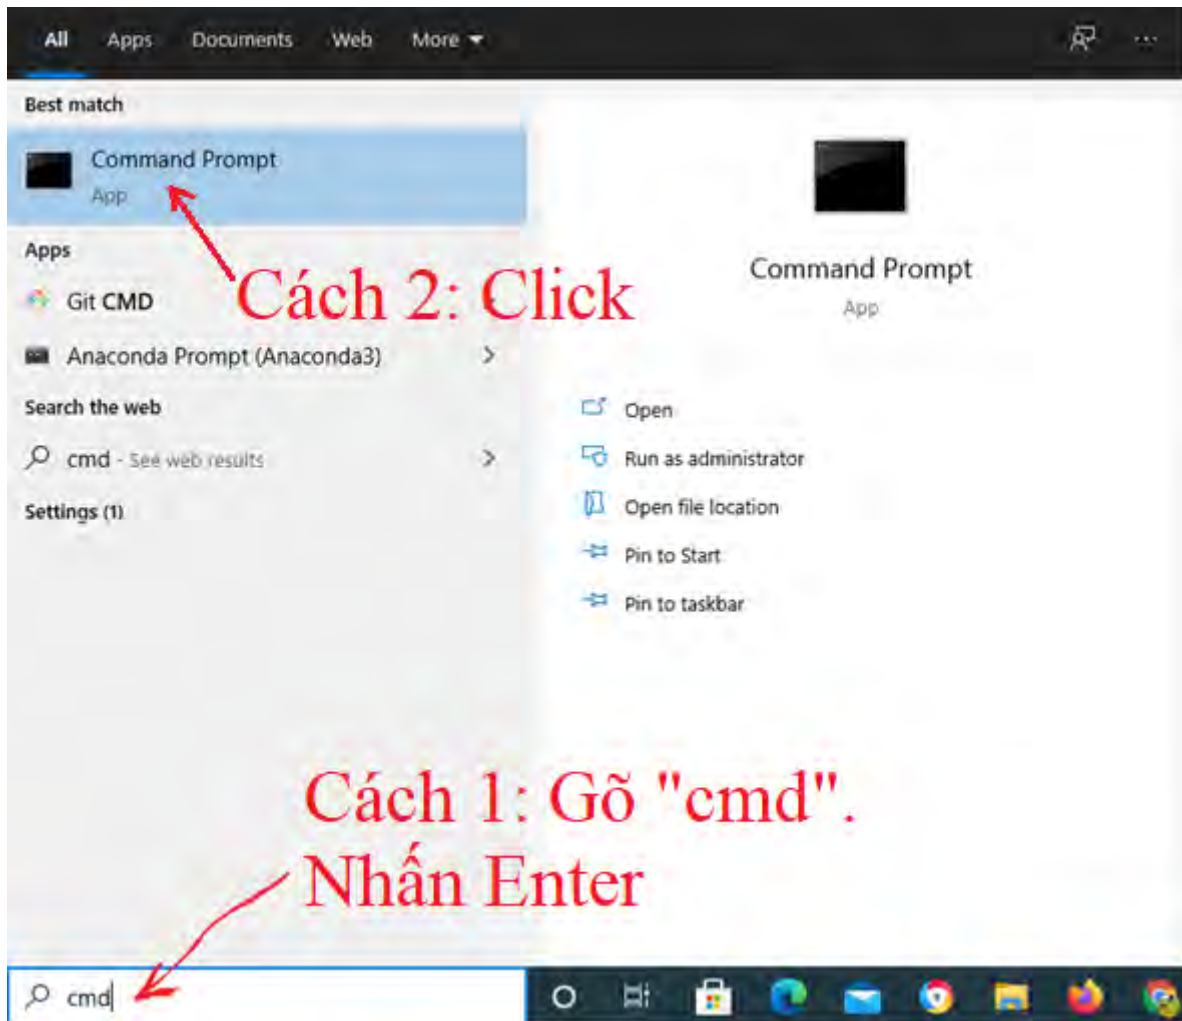 All Apps Documents Web More
Best match
Command Prompt
App
Apps
Git CMD
Anaconda Prompt (Anaconda3)
Search the web
cmd - See web results
Settings (1)
Cách 2: Click
Command Prompt
App
Open
Run as administrator
Open file location
Pin to Start
Pin to taskbar
Cách 1: Gõ "cmd".
Nhấn Enter
cmd